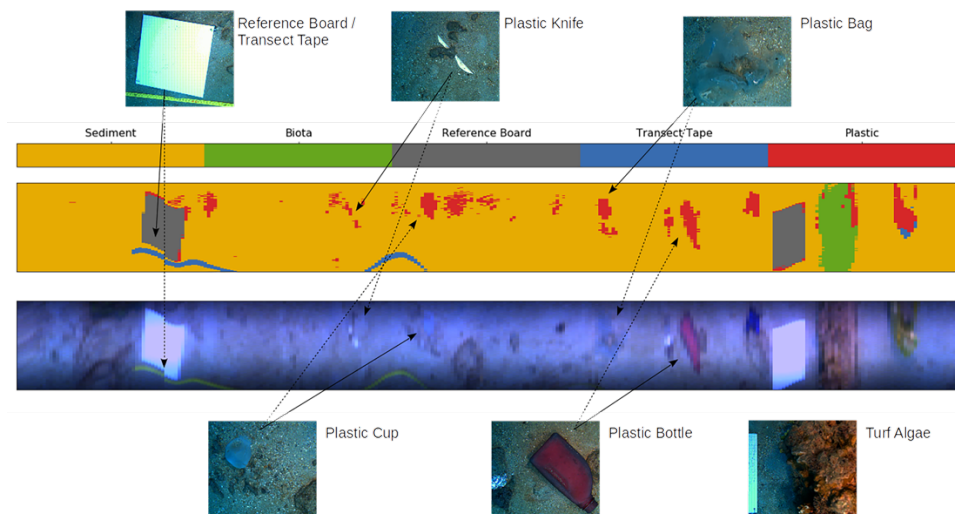 Reference Board /
Transect Tape
Plastic Knife
Plastic Bag
Sediment
Biota
Reference Board
Transect Tape
Plastic
Plastic Cup
Plastic Bottle
Turf Algae